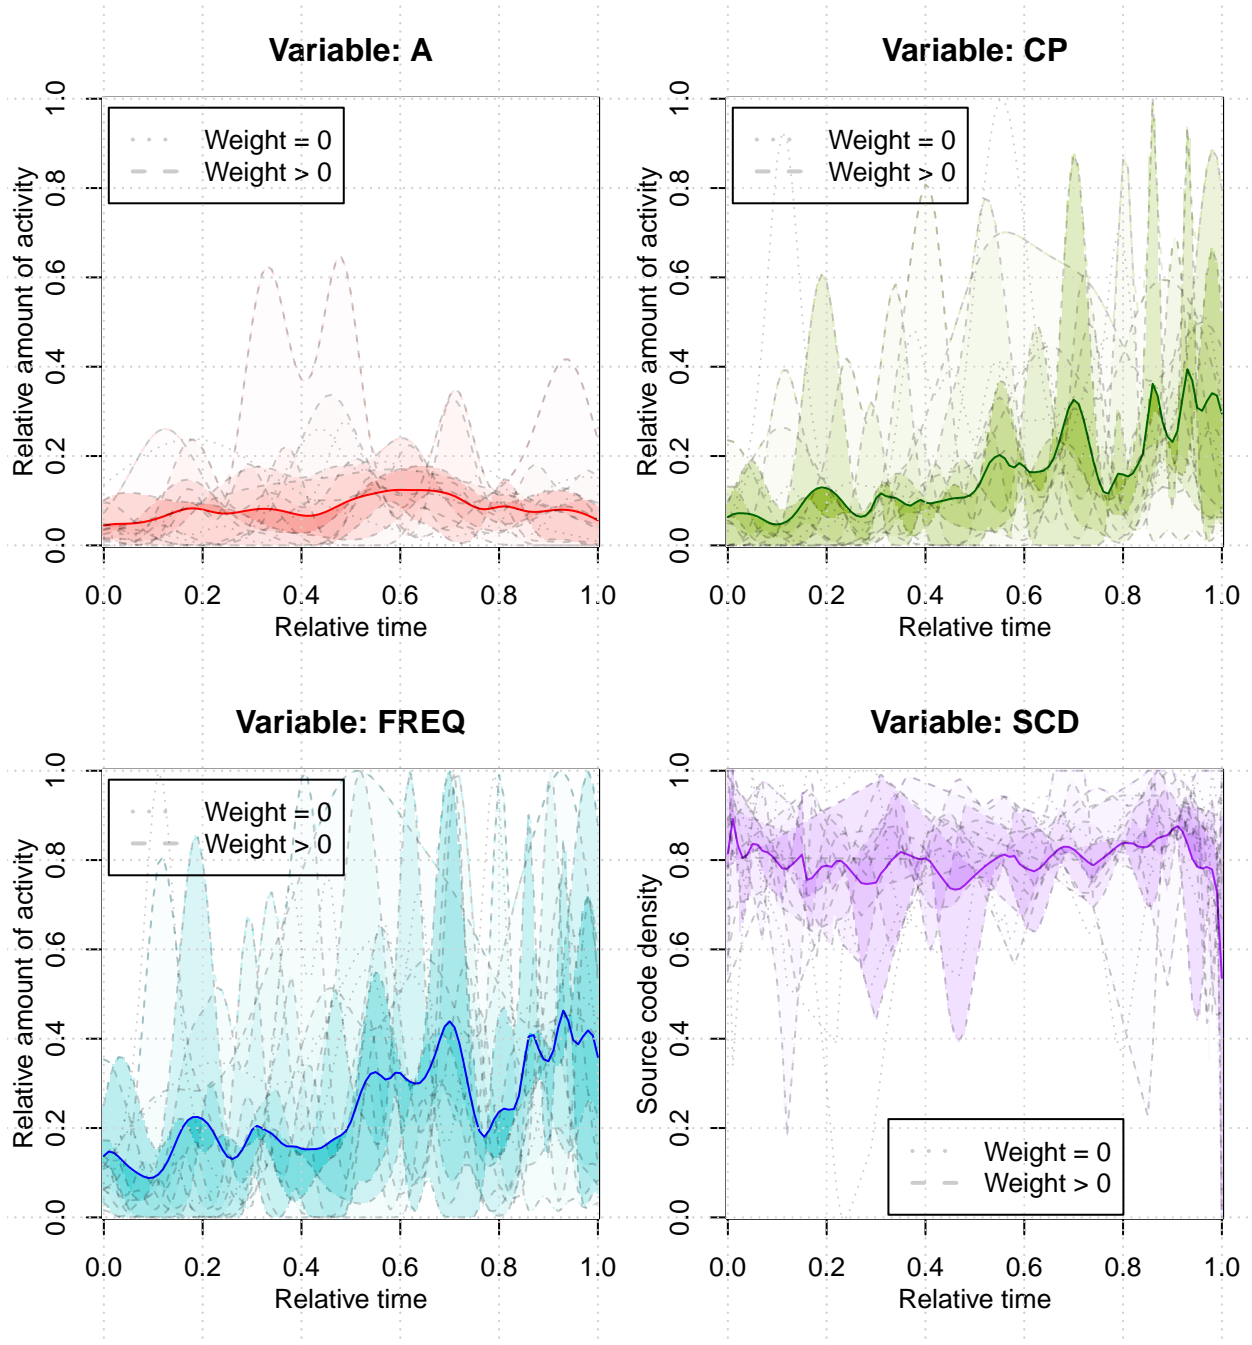 Variable: A
Weight = 0
Weight > 0
Relative amount of activity
0.0 0.2 0.4 0.6 0.8 1.0
0.0 0.2 0.4 0.6 0.8 1.0
Relative time
Variable: CP
Weight = 0
Weight > 0
Relative amount of activity
0.0 0.2 0.4 0.6 0.8 1.0
0.0 0.2 0.4 0.6 0.8 1.0
Relative time
Variable: FREQ
Weight = 0
Weight > 0
Relative amount of activity
0.0 0.2 0.4 0.6 0.8 1.0
0.0 0.2 0.4 0.6 0.8 1.0
Relative time
Variable: SCD
Source code density
0.0 0.2 0.4 0.6 0.8 1.0
Weight = 0
Weight > 0
0.0 0.2 0.4 0.6 0.8 1.0
Relative time